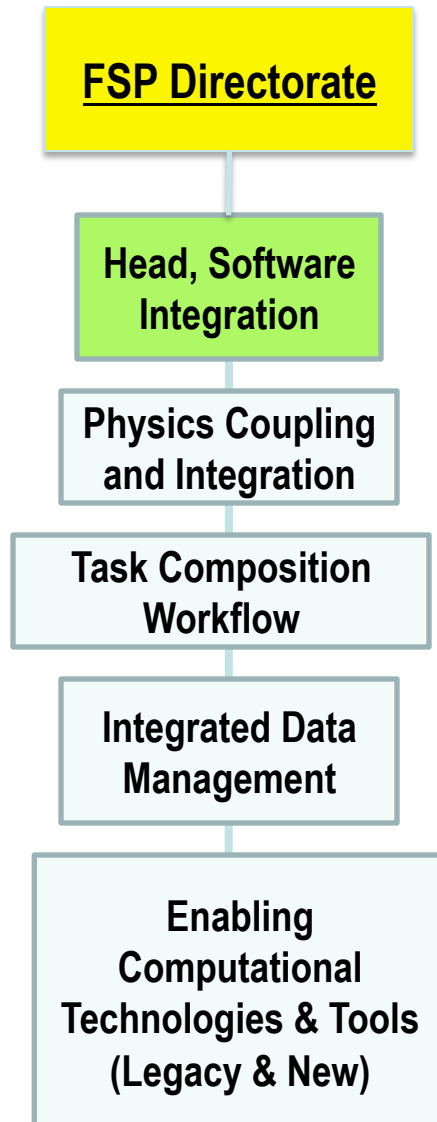 FSP Directorate
Head, Software
Integration
Physics Coupling
and Integration
Task Composition
Workflow
Integrated Data
Management
Enabling
Computational
Technologies & Tools
(Legacy & New)